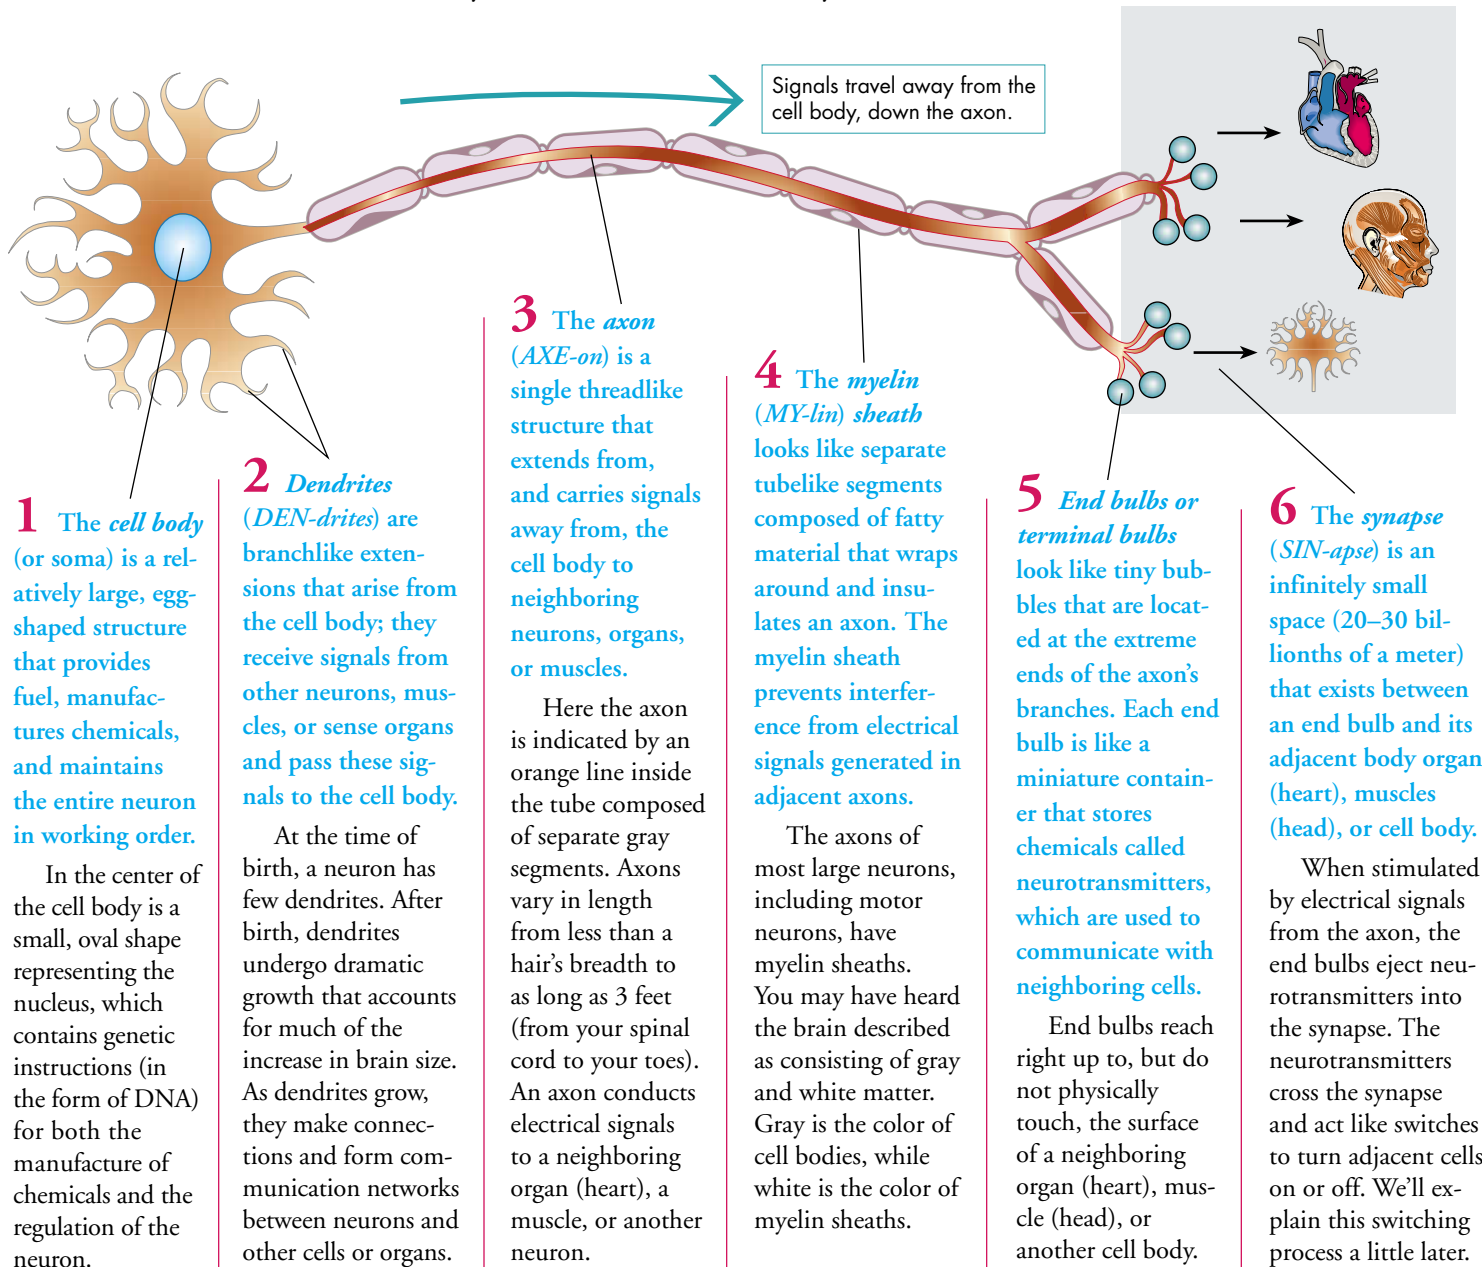 Signals travel away from the
cell body, down the axon.
1 The cell body
(or soma) is a rel-
atively large, egg-
shaped structure
that provides
fuel, manufac-
tures chemicals,
and maintains
the entire neuron
in working order.
In the center of
the cell body is a
small, oval shape
representing the
nucleus, which
contains genetic
instructions (in
the form of DNA)
for both the
manufacture of
chemicals and the
regulation of the
neuron.
2 Dendrites
(DEN-drites) are
branchlike exten-
sions that arise from
the cell body; they
receive signals from
other neurons, mus-
cles, or sense organs
and pass these sig-
nals to the cell body.
At the time of
birth, a neuron has
few dendrites. After
birth, dendrites
undergo dramatic
growth that accounts
for much of the
increase in brain size.
As dendrites grow,
they make connec-
tions and form com-
munication networks
between neurons and
other cells or organs.
3 The axon
(AXE-on) is a
single threadlike
structure that
extends from,
and carries signals
away from, the
cell body to
neighboring
neurons, organs,
or muscles.
Here the axon
is indicated by an
orange line inside
the tube composed
of separate gray
segments. Axons
vary in length
from less than a
hair's breadth to
as long as 3 feet
(from your spinal
cord to your toes).
An axon conducts
electrical signals
to a neighboring
organ (heart), a
muscle, or another
neuron.
4 The myelin
(MY-lin) sheath
looks like separate
tubelike segments
composed of fatty
material that wraps
around and insu-
lates an axon. The
myelin sheath
prevents interfer-
ence from electrical
signals generated in
adjacent axons.
The axons of
most large neurons,
including motor
neurons, have
myelin sheaths.
You may have heard
the brain described
as consisting of gray
and white matter.
Gray is the color of
cell bodies, while
white is the color of
myelin sheaths.
5 End bulbs or
terminal bulbs
look like tiny bub-
bles that are locat-
ed at the extreme
ends of the axon's
branches. Each end
bulb is like a
miniature contain-
er that stores
chemicals called
neurotransmitters,
which are used to
communicate with
neighboring cells.
End bulbs reach
right up to, but do
not physically
touch, the surface
of a neighboring
organ (heart), mus-
cle (head), or
another cell body.
6 The synapse
(SIN-apse) is an
infinitely small
space (20–30 bil-
lionths of a meter)
that exists between
an end bulb and its
adjacent body organ
(heart), muscles
(head), or cell body.
When stimulated
by electrical signals
from the axon, the
end bulbs eject neu-
rotransmitters into
the synapse. The
neurotransmitters
cross the synapse
and act like switches
to turn adjacent cells
on or off. We'll ex-
plain this switching
process a little later.